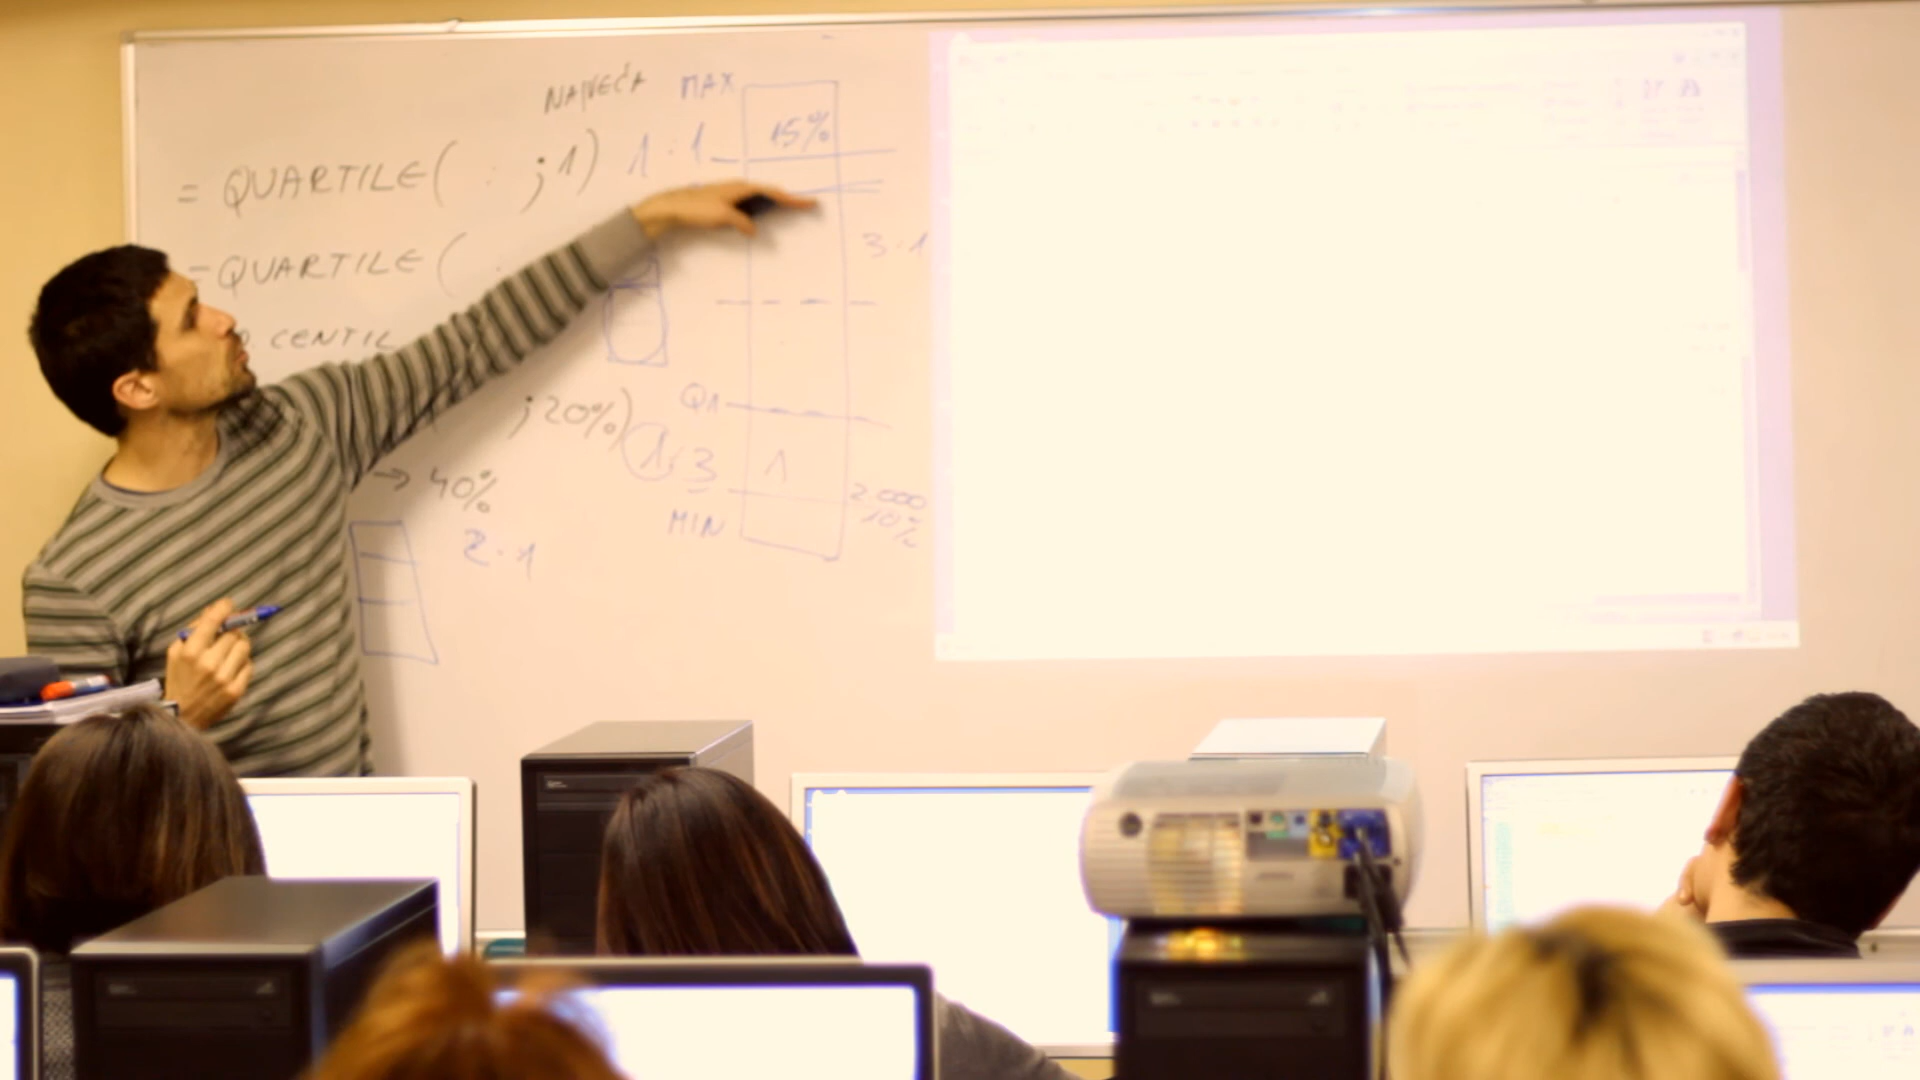 NAJVEĆA MAX
15%
= QUARTILE( : ;1) 1 · 1
= QUARTILE (
3 · 1
CENTIL
Q1
;20%)
1 3 1
→ 40%
2.000
10%
MIN
2 · 1